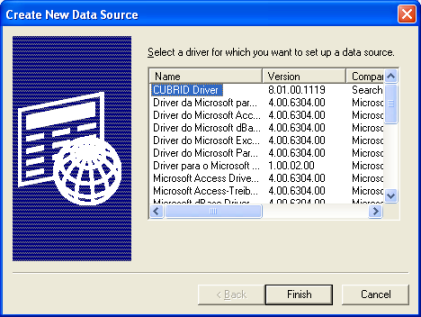 Create New Data Source
Select a driver for which you want to set up a data source.
Name Version Compa
CUBRID Driver 8.01.00.1119 Search
Driver da Microsoft par... 4.00.6304.00 Microsc
Driver do Microsoft Acc... 4.00.6304.00 Microsc
Driver do Microsoft dBa... 4.00.6304.00 Microsc
Driver do Microsoft Exc... 4.00.6304.00 Microsc
Driver do Microsoft Par... 4.00.6304.00 Microsc
Driver para o Microsoft ... 1.00.02.00 Microsc
Microsoft Access Drive... 4.00.6304.00 Microsc
Microsoft Access-Treib... 4.00.6304.00 Microsc
Microsoft dBase Driver 4.00.6304.00 Microsc
< Back Finish Cancel